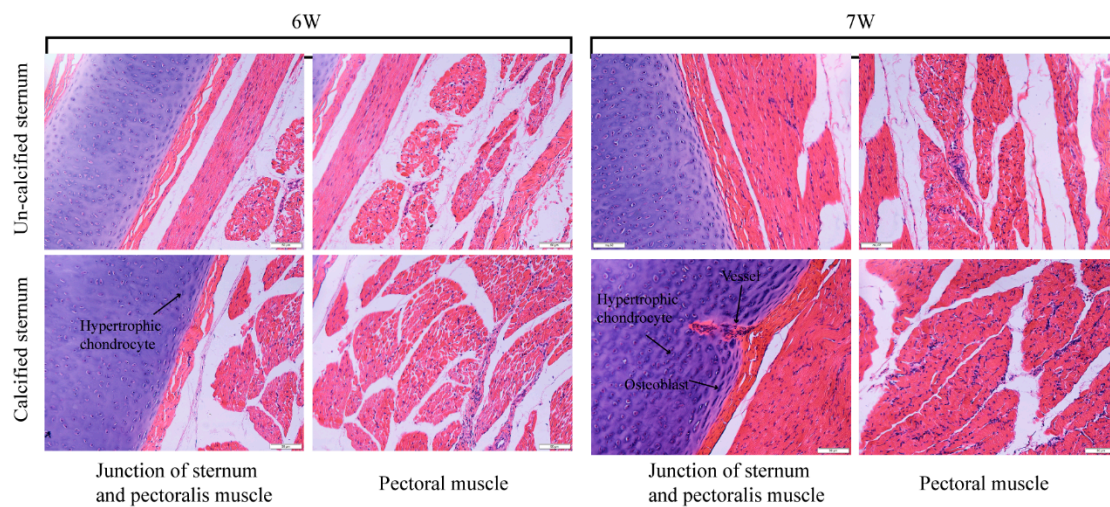 6W
7W
Un-calcified sternum
Calcified sternum
Hypertrophic
chondrocyte
Vessel
Hypertrophic
chondrocyte
Osteoblast
Junction of sternum
and pectoralis muscle
Pectoral muscle
Junction of sternum
and pectoralis muscle
Pectoral muscle